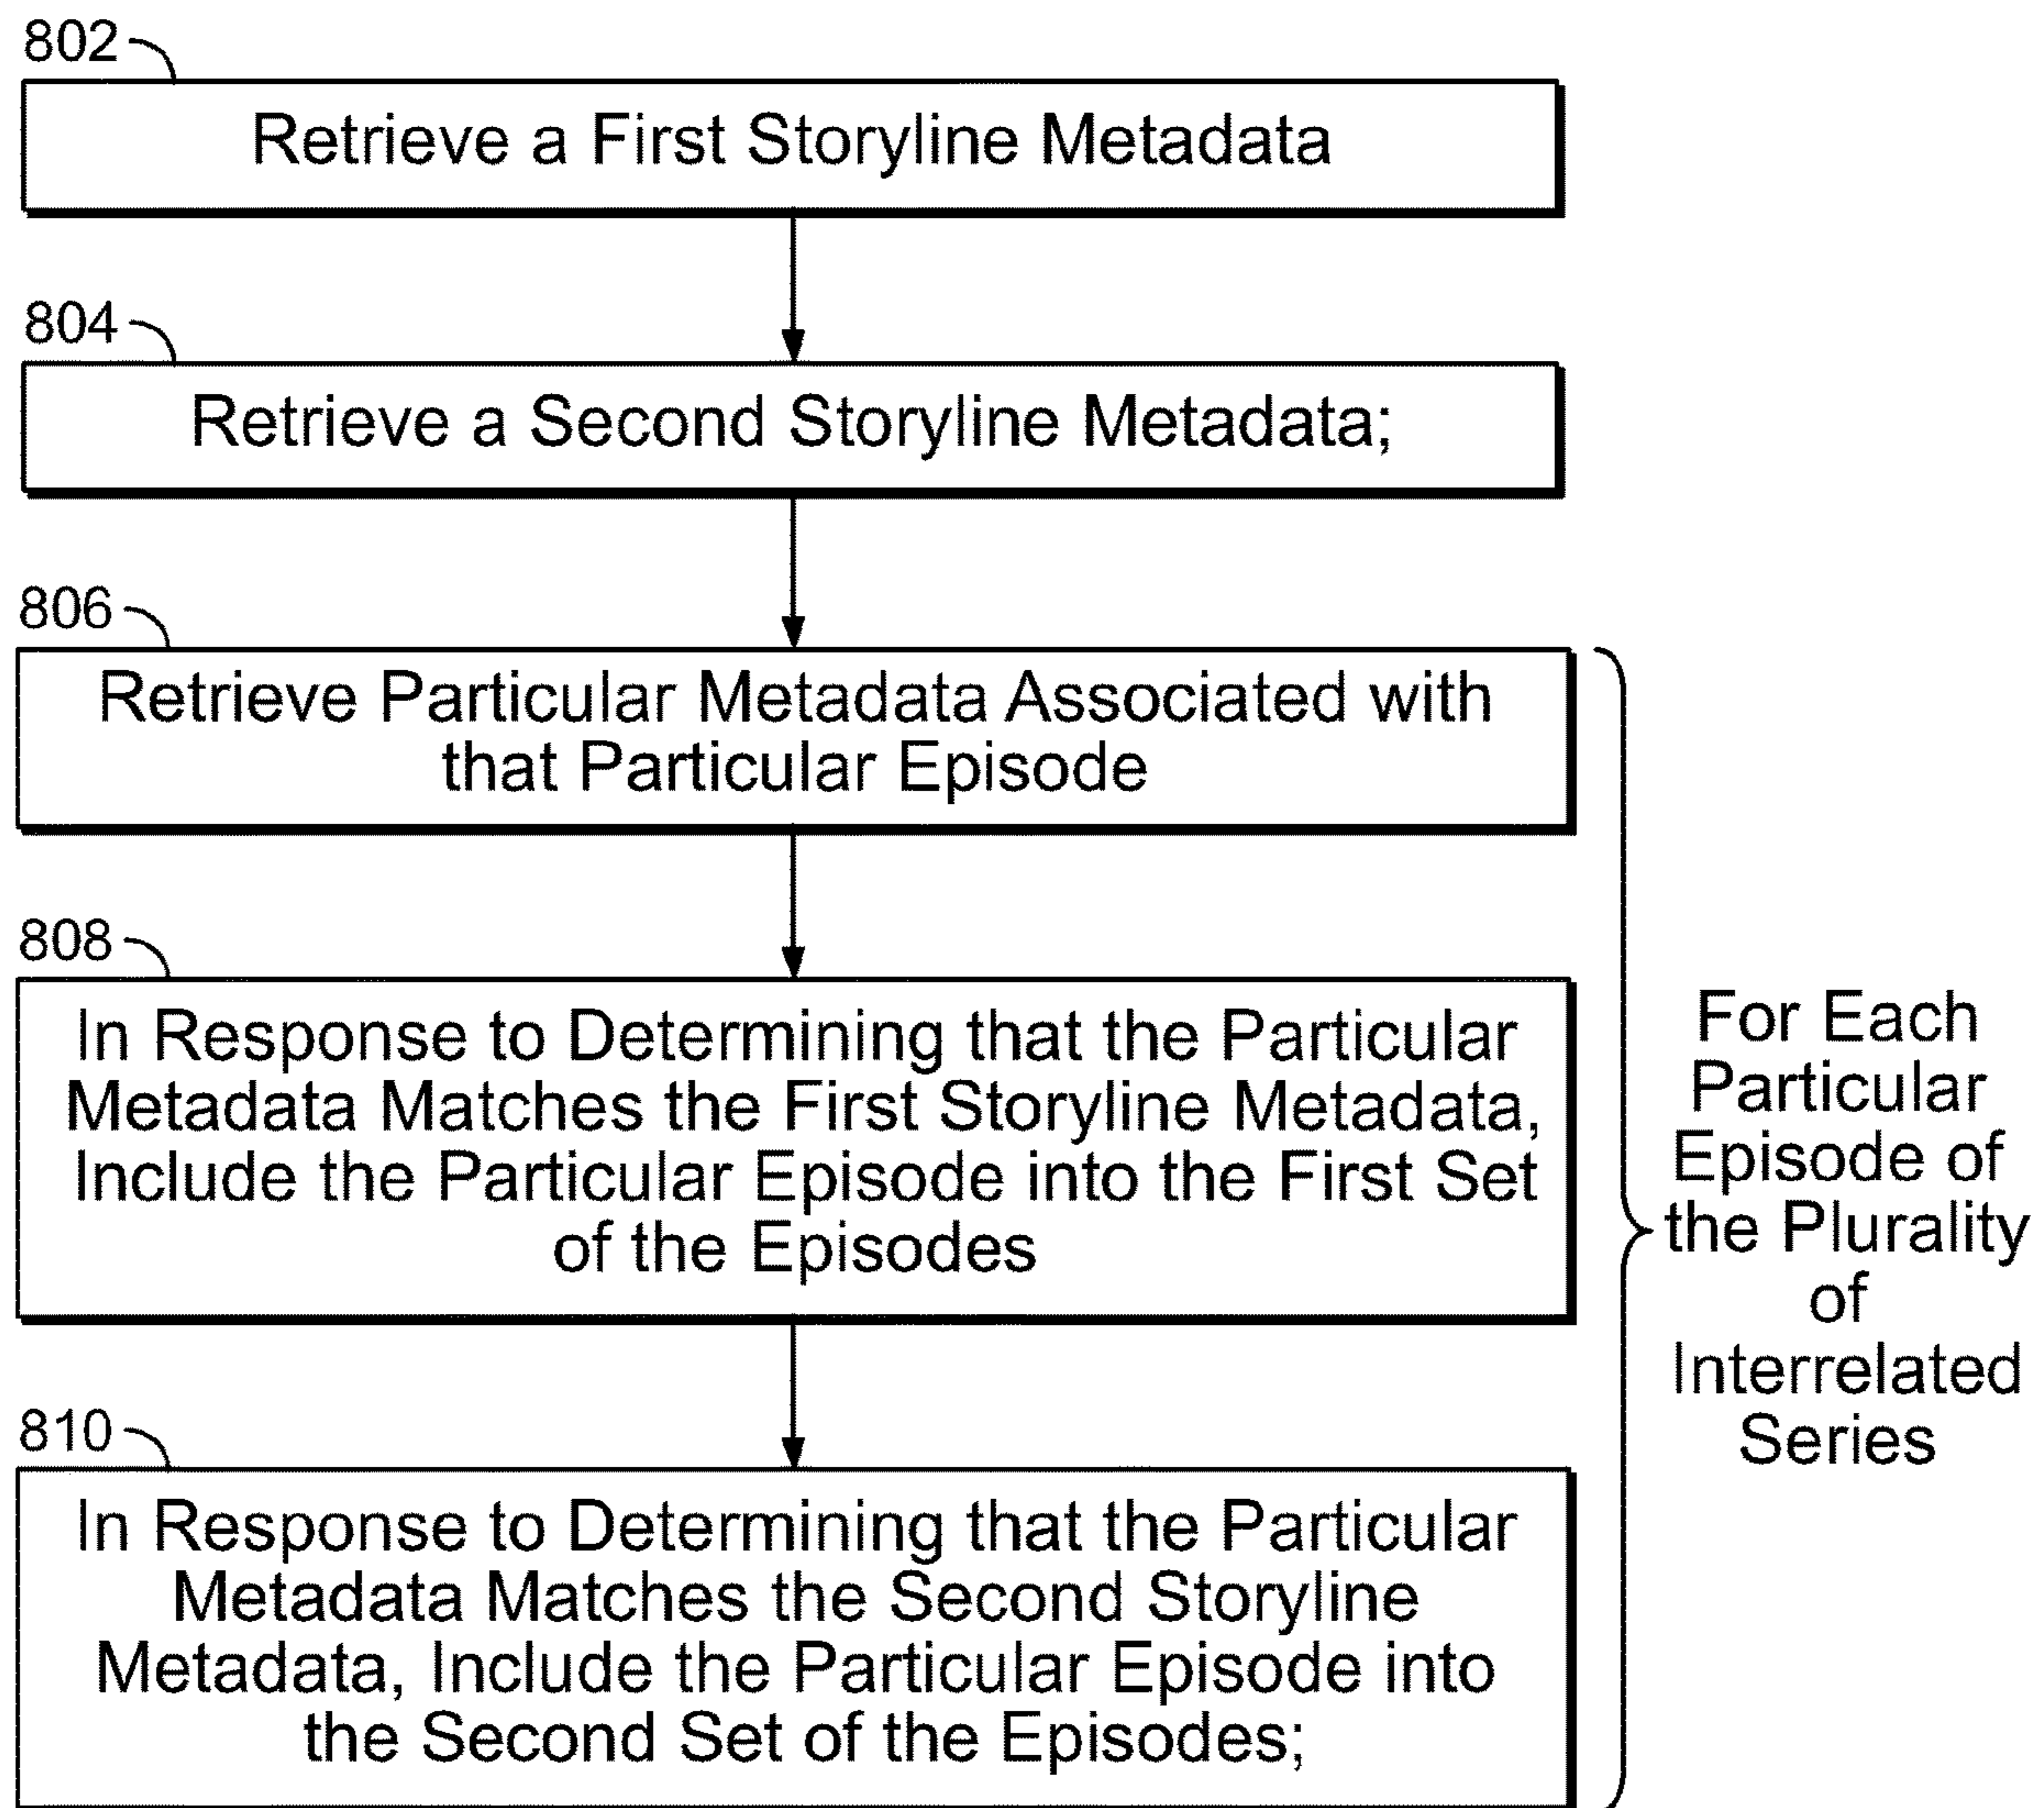 802
Retrieve a First Storyline Metadata
804
Retrieve a Second Storyline Metadata;
806
Retrieve Particular Metadata Associated with
that Particular Episode
808
In Response to Determining that the Particular
Metadata Matches the First Storyline Metadata,
Include the Particular Episode into the First Set
of the Episodes
810
In Response to Determining that the Particular
Metadata Matches the Second Storyline
Metadata, Include the Particular Episode into
the Second Set of the Episodes;
For Each
Particular
Episode of
the Plurality
of
Interrelated
Series